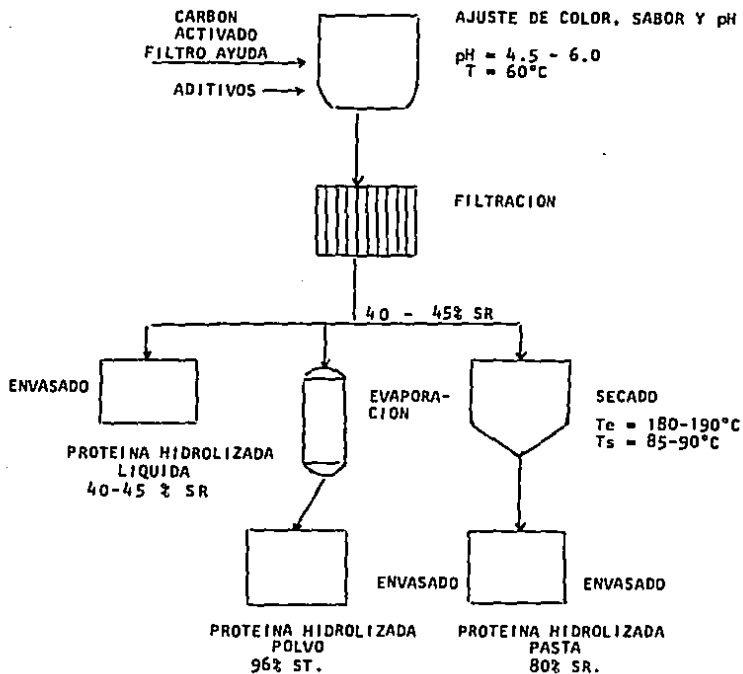 CARBON
ACTIVADO
FILTRO AYUDA
ADITIVOS
AJUSTE DE COLOR, SABOR Y pH
pH = 4.5 - 6.0
T = 60°C
FILTRACION
40 - 45% SR
ENVASADO
PROTEINA HIDROLIZADA
LIQUIDA
40-45 % SR
EVAPORA-
CION
SECADO
Te = 180-190°C
Ts = 85-90°C
ENVASADO
PROTEINA HIDROLIZADA
POLVO
96% ST.
ENVASADO
PROTEINA HIDROLIZADA
PASTA
80% SR.